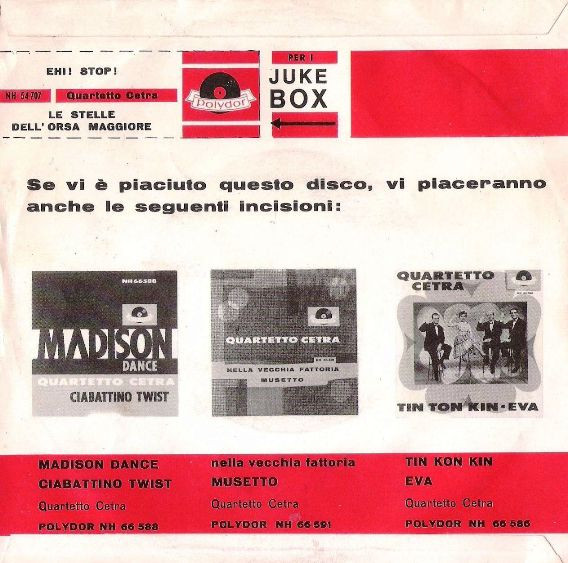 EHI! STOP!
NH 54707 Quartetto Cetra
LE STELLE
DELL'ORSA MAGGIORE
Polydor
PER I
JUKE
BOX
Se vi è piaciuto questo disco, vi placeranno
anche le seguenti incisioni:
NH 66588
MADISON
DANCE
QUARTETTO CETRA
CIABATTINO TWIST
QUARTETTO CETRA
NELLA VECCHIA FATTORIA
MUSETTO
QUARTETTO
CETRA
TIN TON KIN-EVA
MADISON DANCE
CIABATTINO TWIST
Quartetto Cetra
POLYDOR NH 66 588
nella vecchia fattoria
MUSETTO
Quartetto Cetra
POLYDOR NH 66 591
TIN KON KIN
EVA
Quartetto Cetra
POLYDOR NH 66 586